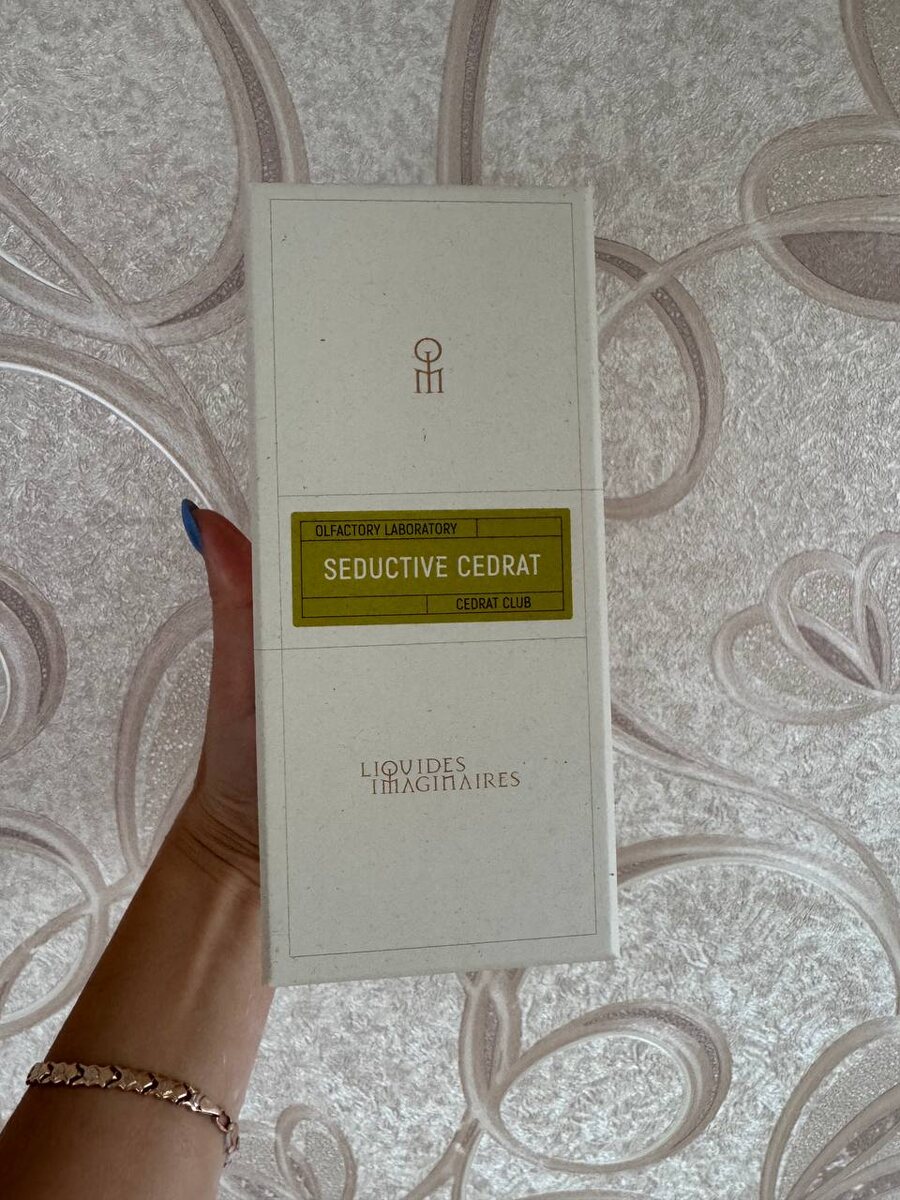 OLFACTORY LABORATORY
SEDUCTIVE CEDRAT
CEDRAT CLUB
LIQUIDES
IMAGINAIRES